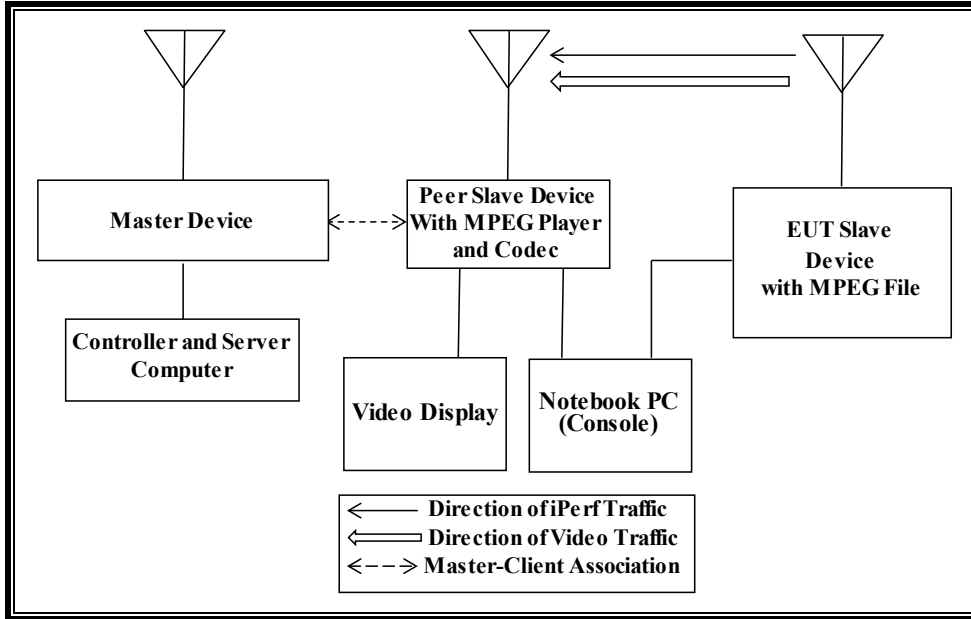 Master Device
Peer Slave Device
With MPEG Player
and Codec
EUT Slave
Device
with MPEG File
Controller and Server
Computer
Video Display
Notebook PC
(Console)
Direction of iPerf Traffic
Direction of Video Traffic
Master-Client Association